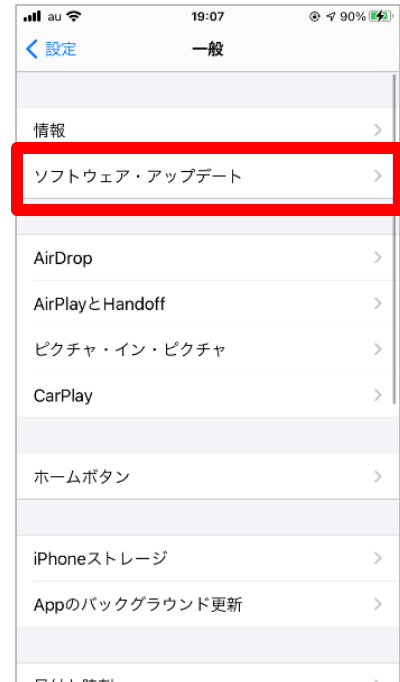 au 19:07 90%
設定 一般
情報
ソフトウェア・アップデート
AirDrop
AirPlayとHandoff
ピクチャ・イン・ピクチャ
CarPlay
ホームボタン
iPhoneストレージ
Appのバックグラウンド更新